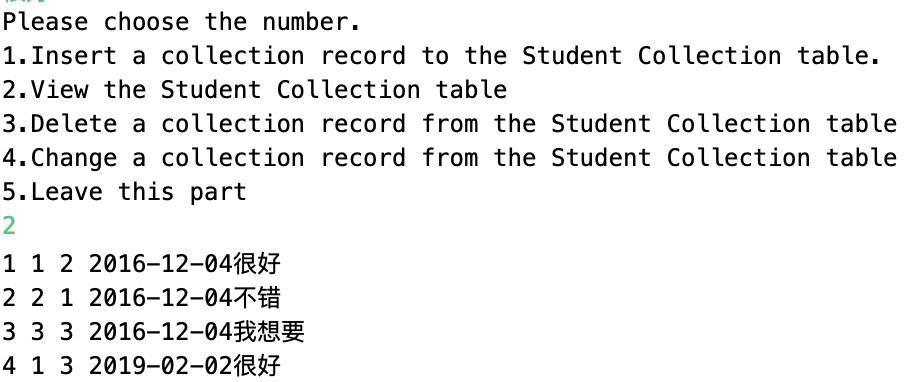 Please choose the number.
1.Insert a collection record to the Student Collection table.
2.View the Student Collection table
3.Delete a collection record from the Student Collection table
4.Change a collection record from the Student Collection table
5.Leave this part
2
1 1 2 2016-12-04很好
2 2 1 2016-12-04不错
3 3 3 2016-12-04我想要
4 1 3 2019-02-02很好